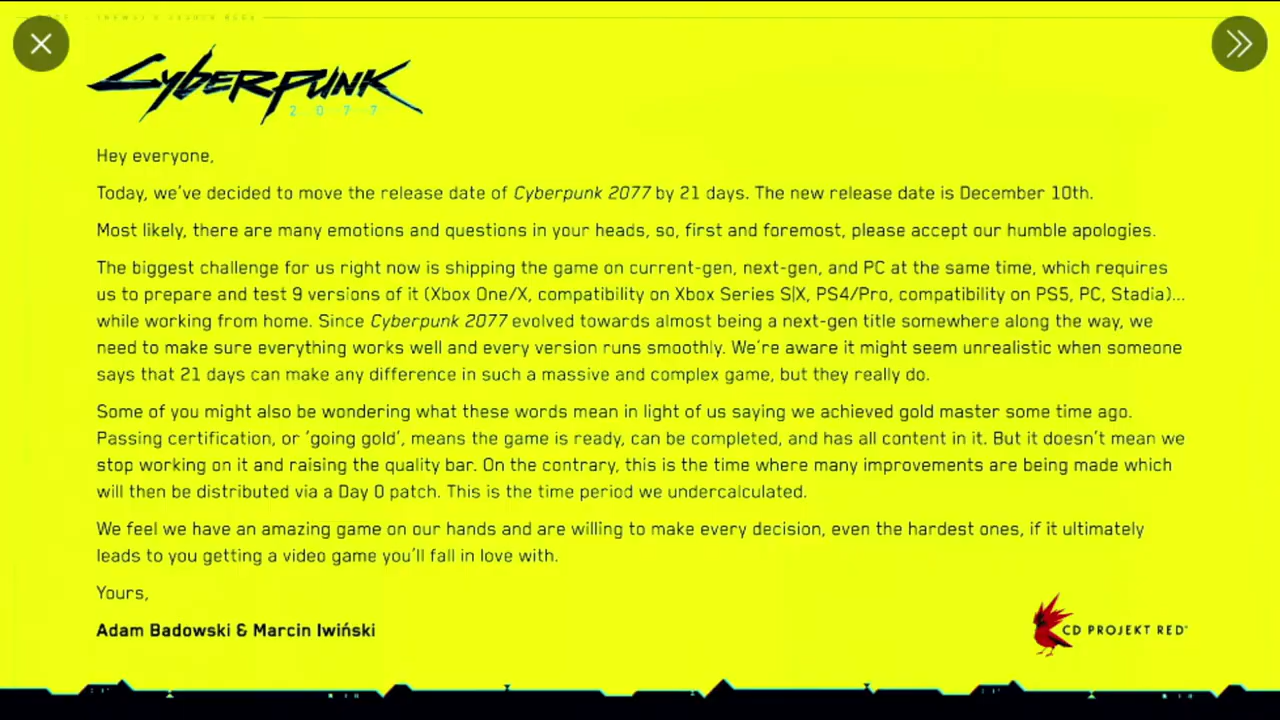 Cyberpunk
2077
Hey everyone,
Today, we've decided to move the release date of Cyberpunk 2077 by 21 days. The new release date is December 10th.
Most likely, there are many emotions and questions in your heads, so, first and foremost, please accept our humble apologies.
The biggest challenge for us right now is shipping the game on current-gen, next-gen, and PC at the same time, which requires
us to prepare and test 9 versions of it (Xbox One/X, compatibility on Xbox Series S|X, PS4/Pro, compatibility on PS5, PC, Stadia)...
while working from home. Since Cyberpunk 2077 evolved towards almost being a next-gen title somewhere along the way, we
need to make sure everything works well and every version runs smoothly. We're aware it might seem unrealistic when someone
says that 21 days can make any difference in such a massive and complex game, but they really do.
Some of you might also be wondering what these words mean in light of us saying we achieved gold master some time ago.
Passing certification, or 'going gold', means the game is ready, can be completed, and has all content in it. But it doesn't mean we
stop working on it and raising the quality bar. On the contrary, this is the time where many improvements are being made which
will then be distributed via a Day 0 patch. This is the time period we undercalculated.
We feel we have an amazing game on our hands and are willing to make every decision, even the hardest ones, if it ultimately
leads to you getting a video game you'll fall in love with.
Yours,
Adam Badowski & Marcin Iwiński
CD PROJEKT RED